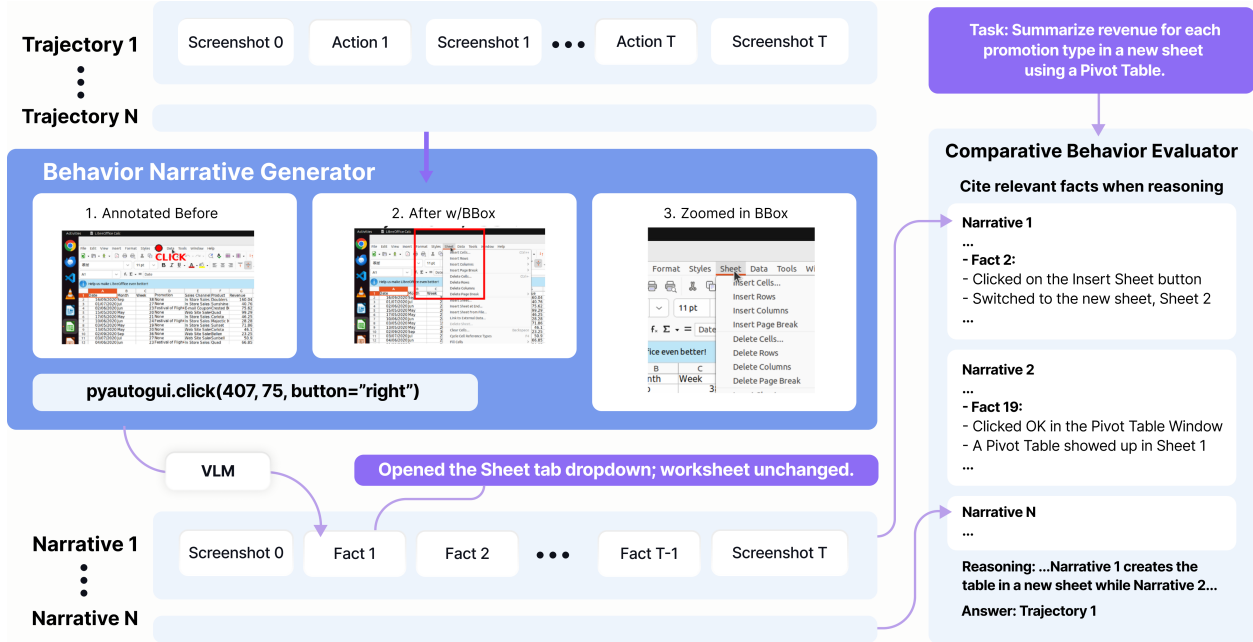 Trajectory 1
Screenshot 0
Action 1
Screenshot 1
Action T
Screenshot T
Trajectory N
Behavior Narrative Generator
1. Annotated Before
CLICK
2. After w/BBox
3. Zoomed in BBox
Format Styles Sheet Data Tools
11 pt
Insert Cells...
Insert Rows
Insert Columns
Insert Page Break
Delete Cells...
Delete Rows
Delete Columns
Delete Page Break
Date
fice even better!
B C
nth Week
pyautogui.click(407, 75, button="right")
VLM
Opened the Sheet tab dropdown; worksheet unchanged.
Narrative 1
Screenshot 0
Fact 1
Fact 2
Fact T-1
Screenshot T
Narrative N
Task: Summarize revenue for each
promotion type in a new sheet
using a Pivot Table.
Comparative Behavior Evaluator
Cite relevant facts when reasoning
Narrative 1
...
- Fact 2:
- Clicked on the Insert Sheet button
- Switched to the new sheet, Sheet 2
...
Narrative 2
...
- Fact 19:
- Clicked OK in the Pivot Table Window
- A Pivot Table showed up in Sheet 1
...
Narrative N
...
Reasoning: ...Narrative 1 creates the
table in a new sheet while Narrative 2...
Answer: Trajectory 1